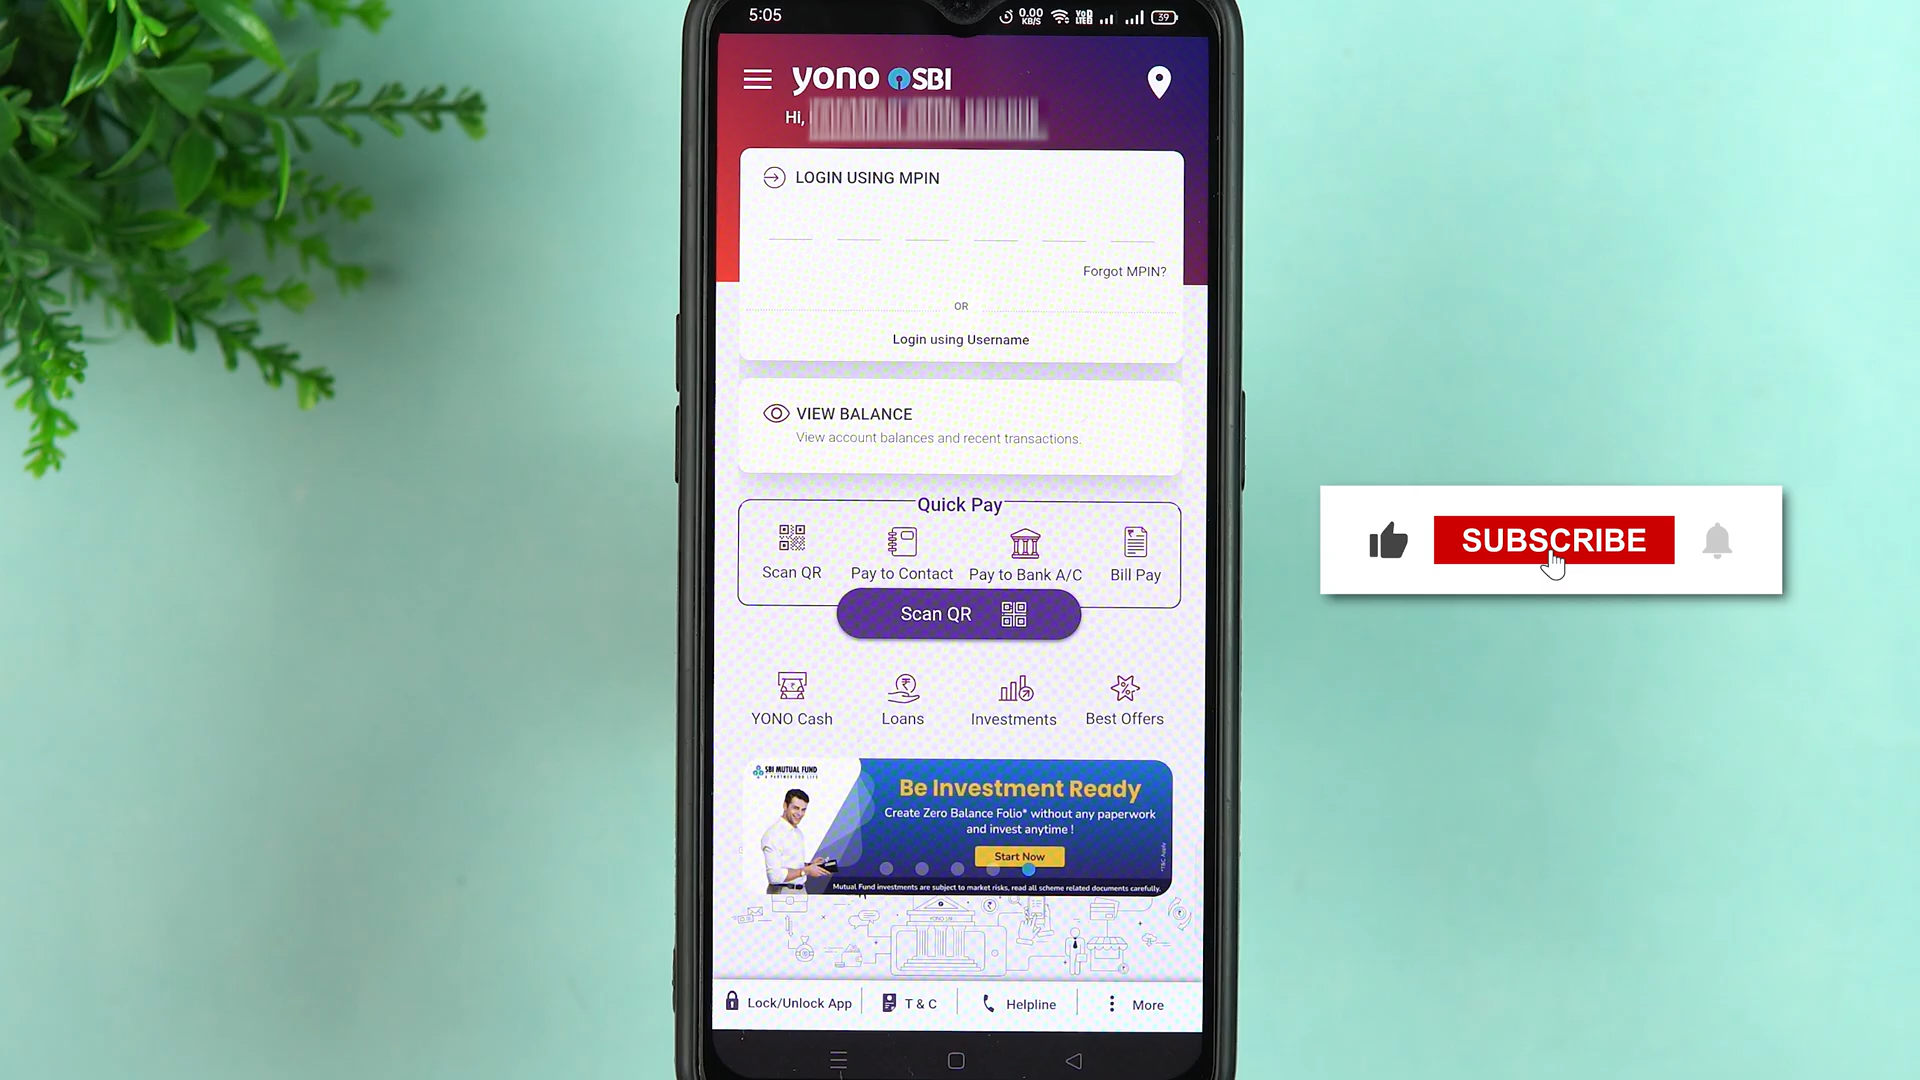 5:05
0.00
KB/S
39
yono SBI
Hi,
LOGIN USING MPIN
Forgot MPIN?
OR
Login using Username
VIEW BALANCE
View account balances and recent transactions.
Quick Pay
Scan QR
Pay to Contact
Pay to Bank A/C
Bill Pay
Scan QR
YONO Cash
Loans
Investments
Best Offers
SBI MUTUAL FUND
A PARTNER FOR LIFE
Be Investment Ready
Create Zero Balance Folio* without any paperwork
and invest anytime !
Start Now
*T&C Apply
Mutual Fund investments are subject to market risks, read all scheme related documents carefully.
YONO SBI
Lock/Unlock App
T & C
Helpline
More
SUBSCRIBE